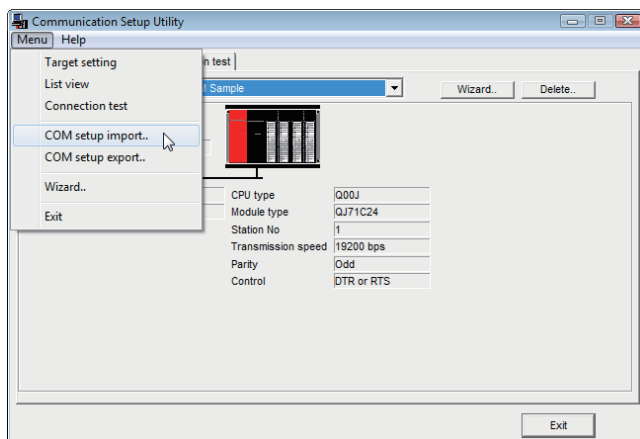 Communication Setup Utility
Menu Help
Target setting
List view
Connection test
COM setup import..
COM setup export..
Wizard..
Exit
test
Sample
Wizard..
Delete..
CPU type Q00J
Module type QJ71C24
Station No 1
Transmission speed 19200 bps
Parity Odd
Control DTR or RTS
Exit